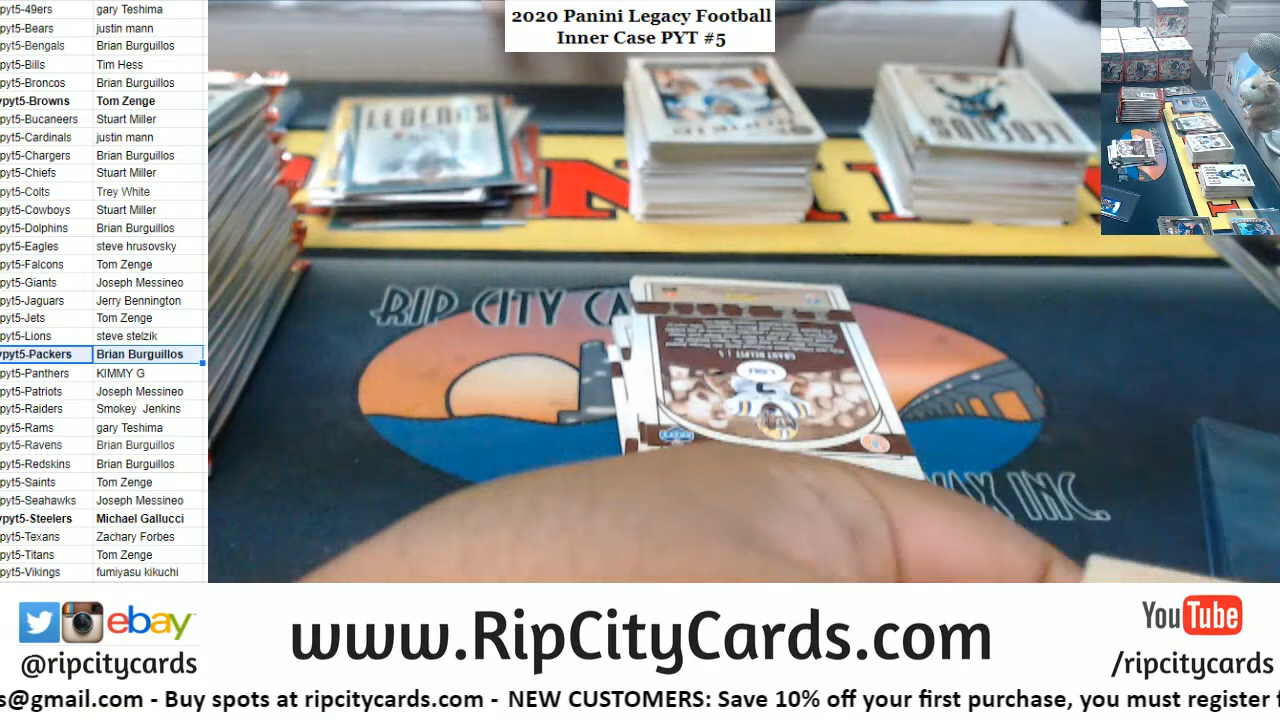 pyt5-49ers gary Teshima
pyt5-Bears justin mann
pyt5-Bengals Brian Burguillos
pyt5-Bills Tim Hess
pyt5-Broncos Brian Burguillos
ypyt5-Browns Tom Zenge
pyt5-Bucaneers Stuart Miller
pyt5-Cardinals justin mann
pyt5-Chargers Brian Burguillos
pyt5-Chiefs Stuart Miller
pyt5-Colts Trey White
pyt5-Cowboys Stuart Miller
pyt5-Dolphins Brian Burguillos
pyt5-Eagles steve hrusovsky
pyt5-Falcons Tom Zenge
pyt5-Giants Joseph Messineo
pyt5-Jaguars Jerry Bennington
pyt5-Jets Tom Zenge
pyt5-Lions steve stelzik
ypyt5-Packers Brian Burguillos
pyt5-Panthers KIMMY G
pyt5-Patriots Joseph Messineo
pyt5-Raiders Smokey Jenkins
pyt5-Rams gary Teshima
pyt5-Ravens Brian Burguillos
pyt5-Redskins Brian Burguillos
pyt5-Saints Tom Zenge
pyt5-Seahawks Joseph Messineo
ypyt5-Steelers Michael Gallucci
pyt5-Texans Zachary Forbes
pyt5-Titans Tom Zenge
pyt5-Vikings fumiyasu kikuchi
2020 Panini Legacy Football
Inner Case PYT #5
LEGENDS
ROOKIE
LEGENDS
RIP CITY CA
GRANT DELPIT
LSU
INC.
ebay
@ripcitycards
www.RipCityCards.com
YouTube
/ripcitycards
s@gmail.com - Buy spots at ripcitycards.com - NEW CUSTOMERS: Save 10% off your first purchase, you must register f